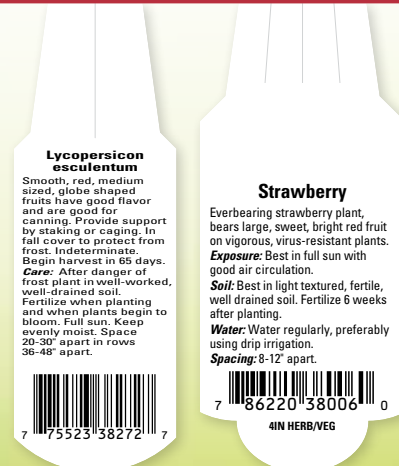 Lycopersicon
esculentum
Smooth, red, medium
sized, globe shaped
fruits have good flavor
and are good for
canning. Provide support
by staking or caging. In
fall cover to protect from
frost. Indeterminate.
Begin harvest in 65 days.
Care: After danger of
frost plant in well-worked,
well-drained soil.
Fertilize when planting
and when plants begin to
bloom. Full sun. Keep
evenly moist. Space
20-30" apart in rows
36-48" apart.
7 75523 38272 7
Strawberry
Everbearing strawberry plant,
bears large, sweet, bright red fruit
on vigorous, virus-resistant plants.
Exposure: Best in full sun with
good air circulation.
Soil: Best in light textured, fertile,
well drained soil. Fertilize 6 weeks
after planting.
Water: Water regularly, preferably
using drip irrigation.
Spacing: 8-12" apart.
7 86220 38006 0
4IN HERB/VEG